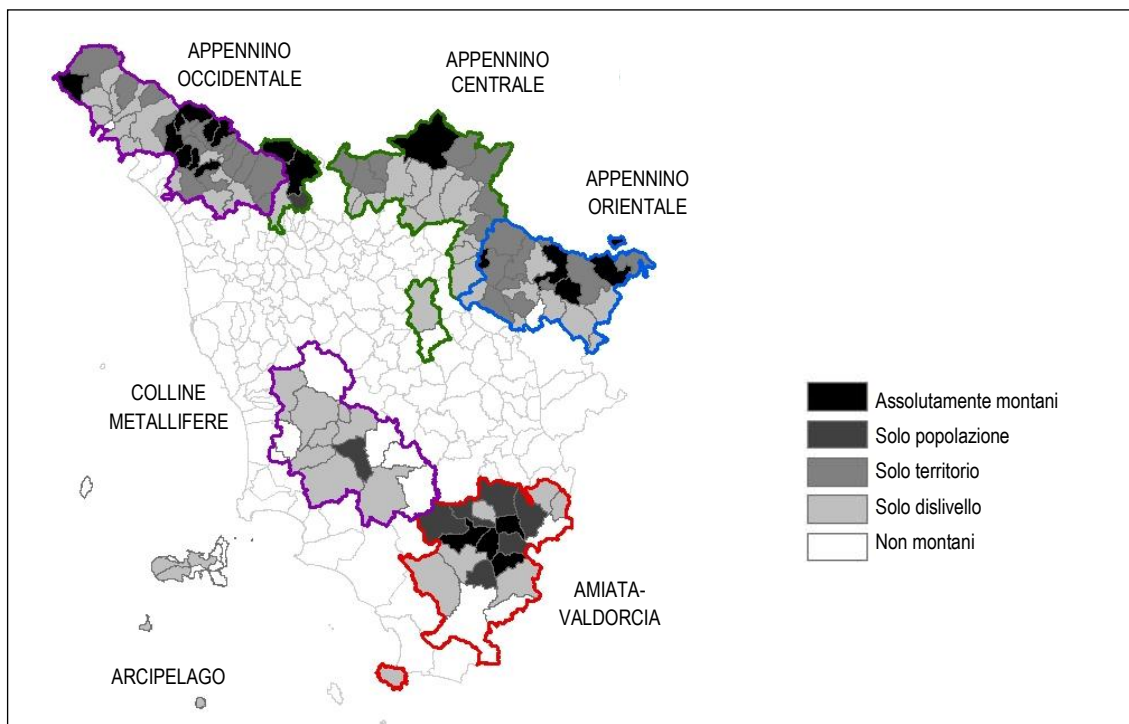 APPENNINO
OCCIDENTALE
APPENNINO
CENTRALE
APPENNINO
ORIENTALE
COLLINE
METALLIFERE
Assolutamente montani
Solo popolazione
Solo territorio
Solo dislivello
Non montani
AMIATA-
VALDORCIA
ARCIPELAGO